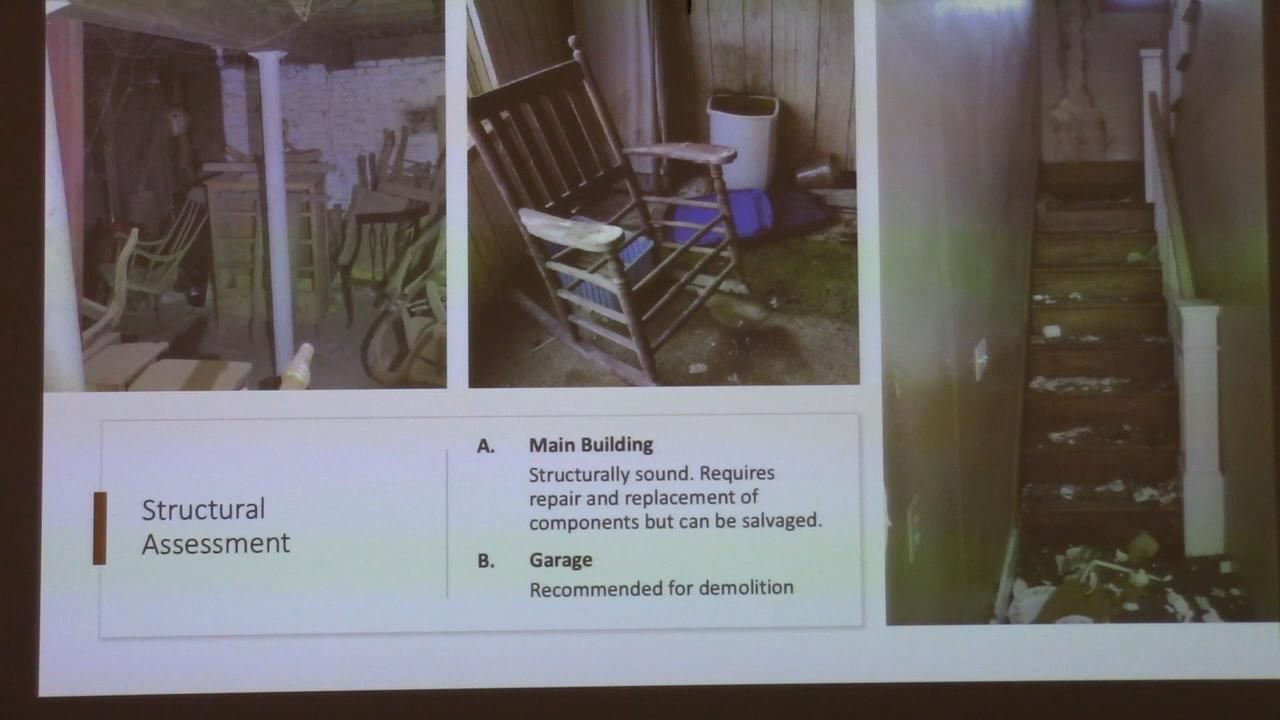 Structural
Assessment
A. Main Building
Structurally sound. Requires
repair and replacement of
components but can be salvaged.
B. Garage
Recommended for demolition